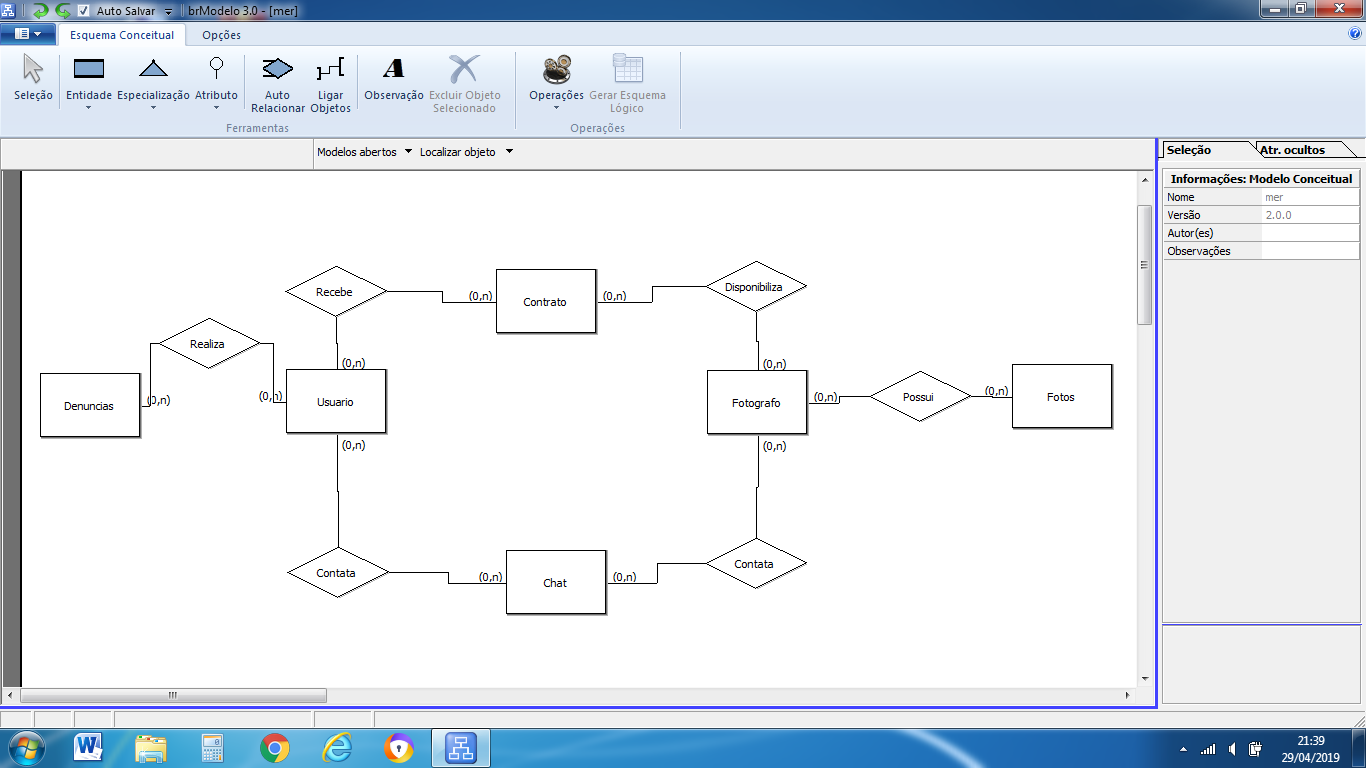 Auto Salvar
brModelo 3.0 - [mer]
Esquema Conceitual
Opções
Seleção
Entidade
Especialização
Atributo
Auto
Relacionar
Ligar
Objetos
Observação
Excluir Objeto
Selecionado
Operações
Gerar Esquema
Lógico
Ferramentas
Operações
Modelos abertos
Localizar objeto
Seleção
Atr. ocultos
Informações: Modelo Conceitual
Nome mer
Versão 2.0.0
Autor(es)
Observações
Recebe
(0,n)
Contrato
(0,n)
Disponibiliza
Realiza
(0,n)
(0,n)
Denuncias
(0,n)
(0,n)
Usuario
Fotografo
(0,n)
Possui
(0,n)
Fotos
(0,n)
(0,n)
Contata
(0,n)
Chat
(0,n)
Contata
21:39
29/04/2019